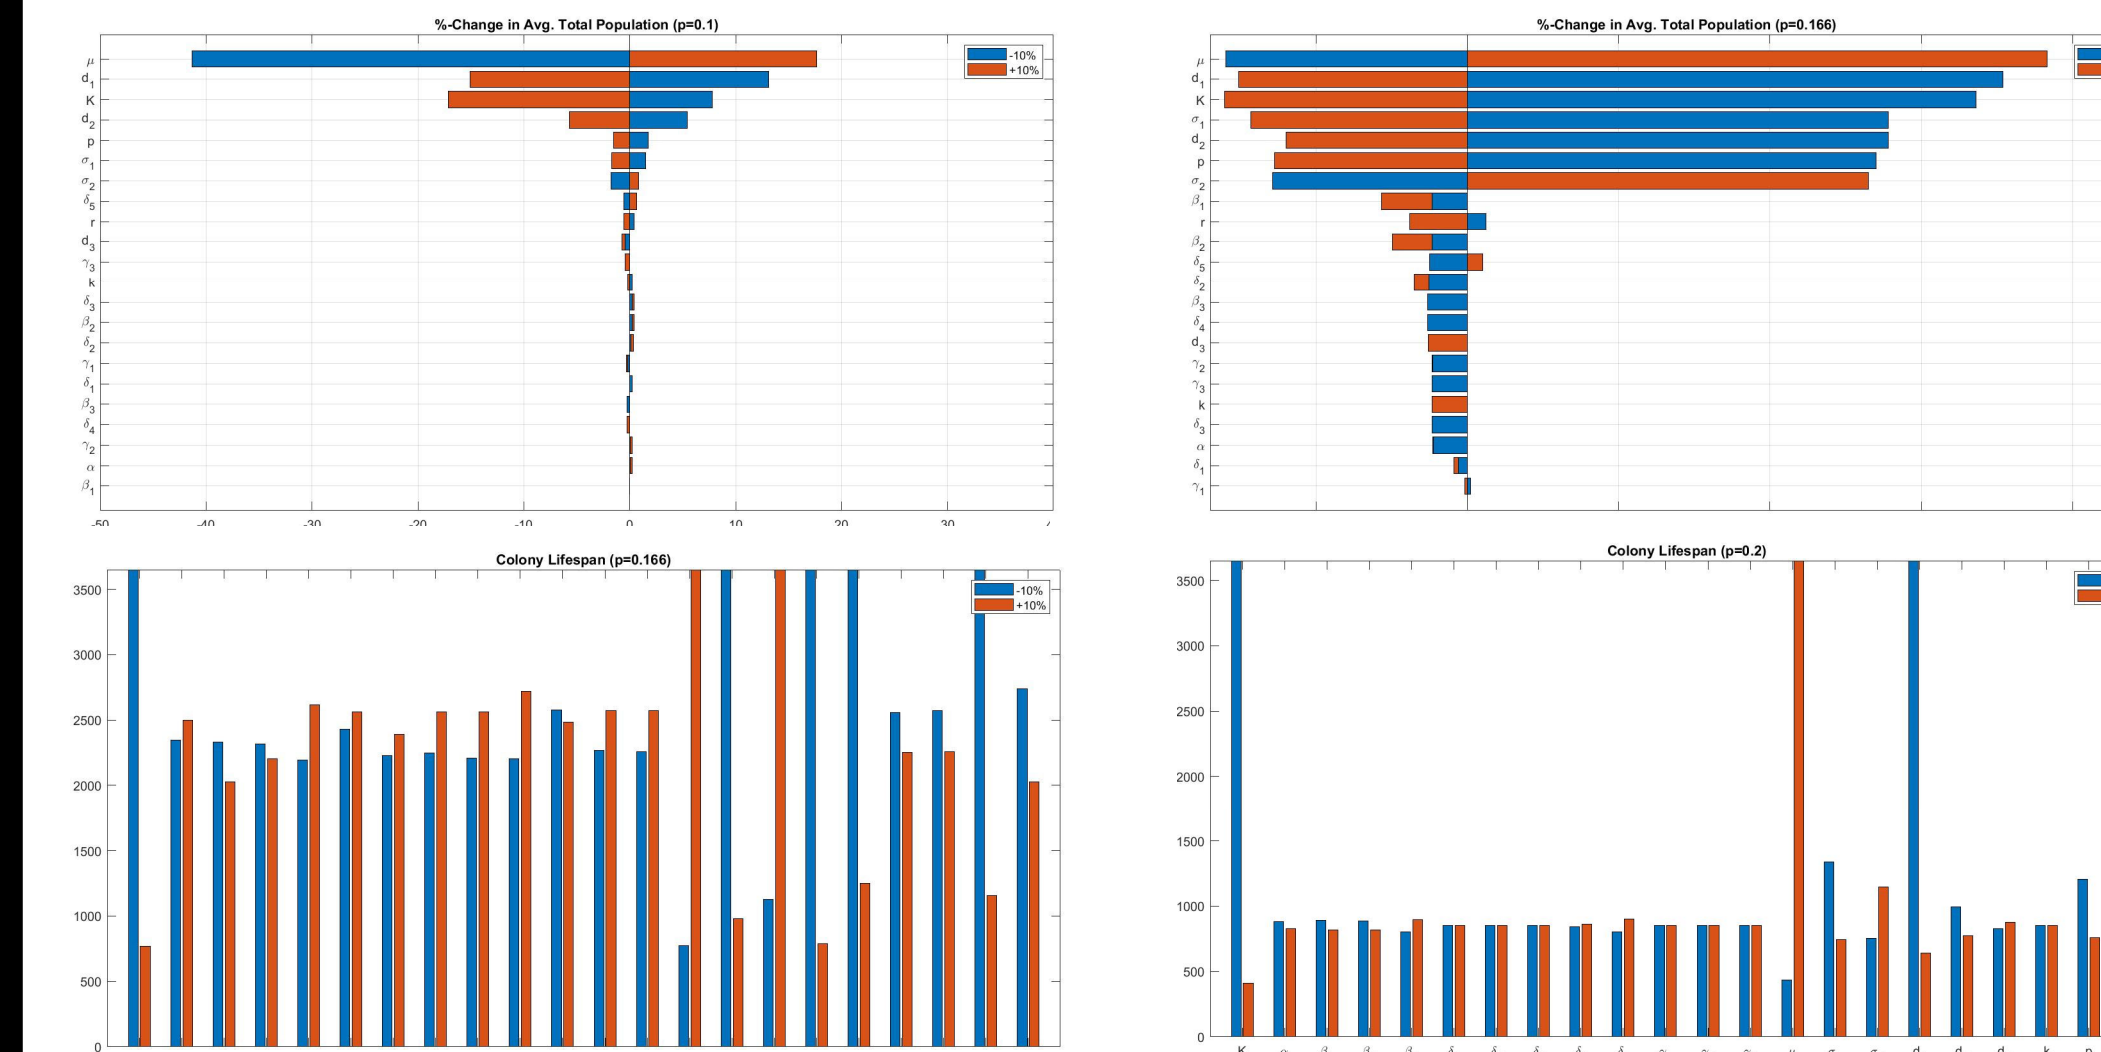 %-Change in Avg. Total Population (p=0.1)
-10%
+10%
μ
d1
K
d2
p
σ1
σ2
δ5
r
d3
γ3
k
δ3
β2
δ2
γ1
δ1
β3
δ4
γ2
α
β1
-50 -40 -30 -20 -10 0 10 20 30
%-Change in Avg. Total Population (p=0.166)
μ
d1
K
σ1
d2
p
σ2
β1
r
β2
δ5
δ2
β3
δ4
d3
γ2
γ3
k
δ3
α
δ1
γ1
Colony Lifespan (p=0.166)
-10%
+10%
3500
3000
2500
2000
1500
1000
500
0
Colony Lifespan (p=0.2)
3500
3000
2500
2000
1500
1000
500
0
K